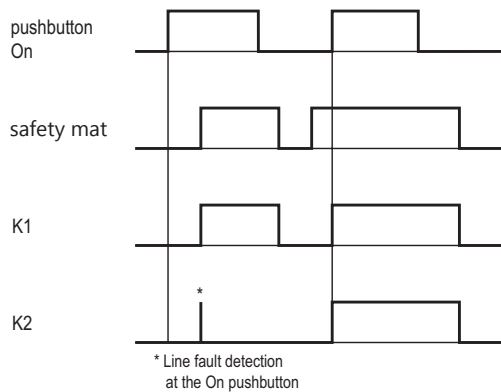 pushbutton
On
safety mat
K1
*
K2
* Line fault detection
at the On pushbutton